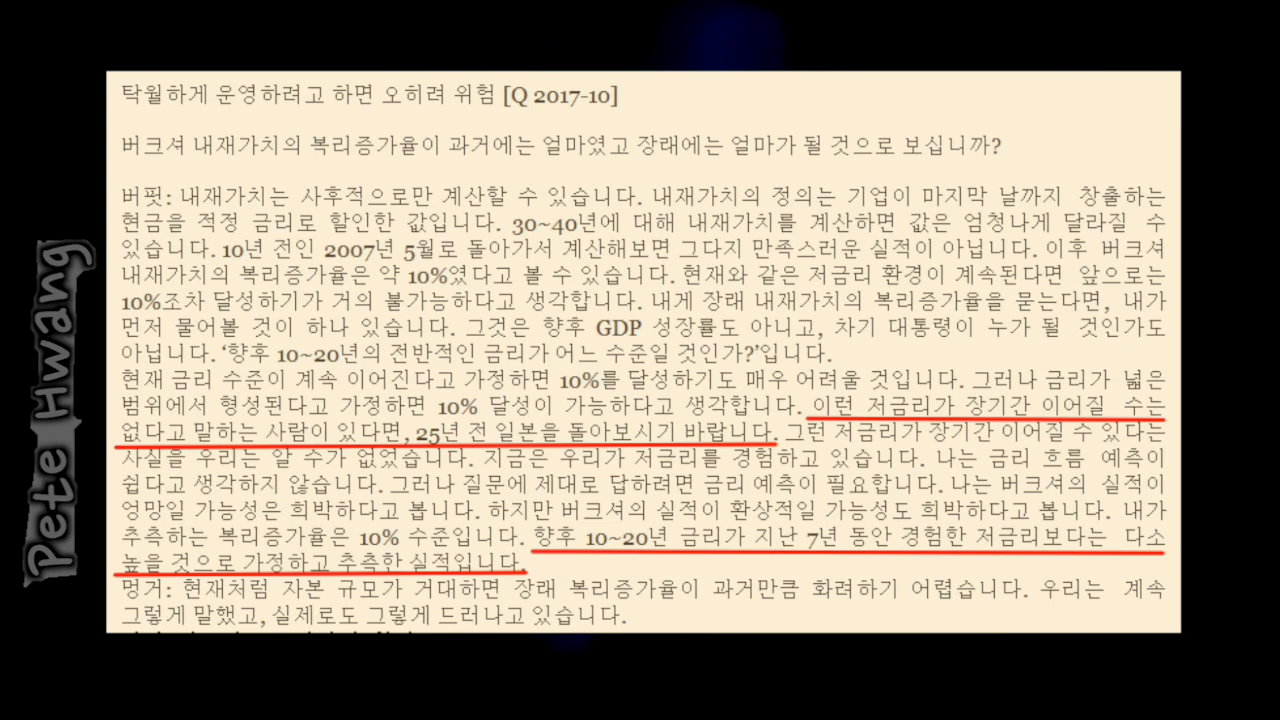 탁월하게 운영하려고 하면 오히려 위험 [Q 2017-10]
버크셔 내재가치의 복리증가율이 과거에는 얼마였고 장래에는 얼마가 될 것으로 보십니까?
버핏: 내재가치는 사후적으로만 계산할 수 있습니다. 내재가치의 정의는 기업이 마지막 날까지 창출하는
현금을 적정 금리로 할인한 값입니다. 30~40년에 대해 내재가치를 계산하면 값은 엄청나게 달라질 수
있습니다. 10년 전인 2007년 5월로 돌아가서 계산해보면 그다지 만족스러운 실적이 아닙니다. 이후 버크셔
내재가치의 복리증가율은 약 10%였다고 볼 수 있습니다. 현재와 같은 저금리 환경이 계속된다면 앞으로는
10%조차 달성하기가 거의 불가능하다고 생각합니다. 내게 장래 내재가치의 복리증가율을 묻는다면, 내가
먼저 물어볼 것이 하나 있습니다. 그것은 향후 GDP 성장률도 아니고, 차기 대통령이 누가 될 것인가도
아닙니다. ‘향후 10~20년의 전반적인 금리가 어느 수준일 것인가?’입니다.
현재 금리 수준이 계속 이어진다고 가정하면 10%를 달성하기도 매우 어려울 것입니다. 그러나 금리가 넓은
범위에서 형성된다고 가정하면 10% 달성이 가능하다고 생각합니다. 이런 저금리가 장기간 이어질 수는
없다고 말하는 사람이 있다면, 25년 전 일본을 돌아보시기 바랍니다. 그런 저금리가 장기간 이어질 수 있다는
사실을 우리는 알 수가 없었습니다. 지금은 우리가 저금리를 경험하고 있습니다. 나는 금리 흐름 예측이
쉽다고 생각하지 않습니다. 그러나 질문에 제대로 답하려면 금리 예측이 필요합니다. 나는 버크셔의 실적이
엉망일 가능성은 희박하다고 봅니다. 하지만 버크셔의 실적이 환상적일 가능성도 희박하다고 봅니다. 내가
추측하는 복리증가율은 10% 수준입니다. 향후 10~20년 금리가 지난 7년 동안 경험한 저금리보다는 다소
높을 것으로 가정하고 추측한 실적입니다.
멍거: 현재처럼 자본 규모가 거대하면 장래 복리증가율이 과거만큼 화려하기 어렵습니다. 우리는 계속
그렇게 말했고, 실제로도 그렇게 드러나고 있습니다.
Pete Hwang